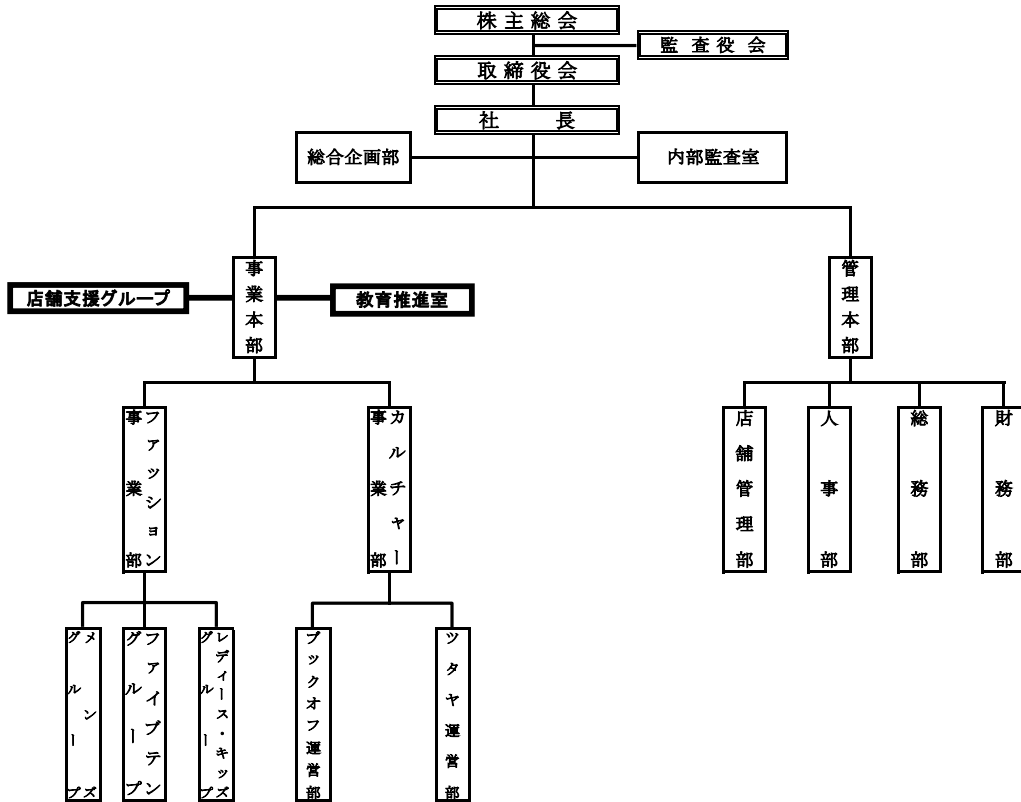 株主総会
監査役会
取締役会
社長
総合企画部
内部監査室
事業本部
管理本部
店舗支援グループ
教育推進室
ファッション
事業部
カルチャー
事業部
店舗管理部
人事部
総務部
財務部
メンズ
グループ
ファイブテン
グループ
レディース・キッズ
グループ
ブックオフ運営部
ツタヤ運営部